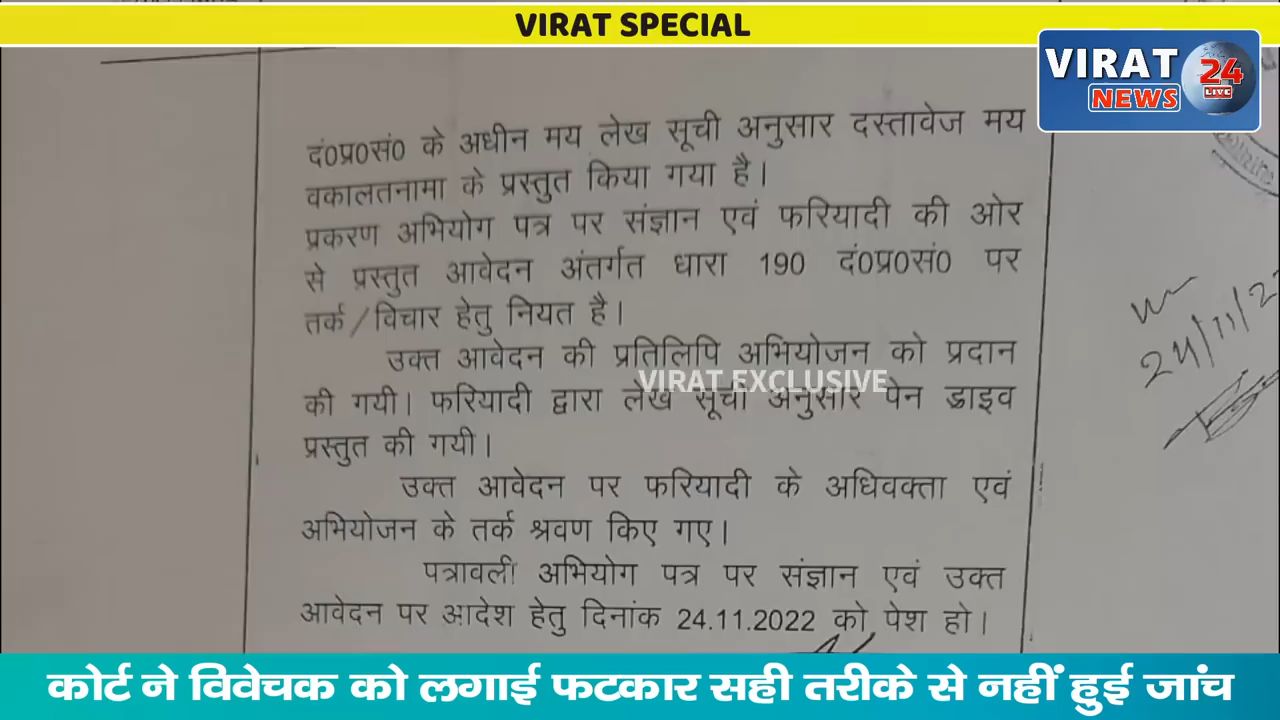 VIRAT SPECIAL
VIRAT 24
LIVE
NEWS
दं0प्र0सं0 के अधीन मय लेख सूची अनुसार दस्तावेज मय
वकालतनामा के प्रस्तुत किया गया है।
प्रकरण अभियोग पत्र पर संज्ञान एवं फरियादी की ओर
से प्रस्तुत आवेदन अंतर्गत धारा 190 दं0प्र0सं0 पर
तर्क/विचार हेतु नियत है।
उक्त आवेदन की प्रतिलिपि अभियोजन को प्रदान
VIRAT EXCLUSIVE
की गयी। फरियादी द्वारा लेख सूची अनुसार पेन ड्राइव
प्रस्तुत की गयी।
उक्त आवेदन पर फरियादी के अधिवक्ता एवं
अभियोजन के तर्क श्रवण किए गए।
पत्रावली अभियोग पत्र पर संज्ञान एवं उक्त
आवेदन पर आदेश हेतु दिनांक 24.11.2022 को पेश हो।
24/11/2
कोर्ट ने विवेचक को लगाई फटकार सही तरीके से नहीं हुई जांच